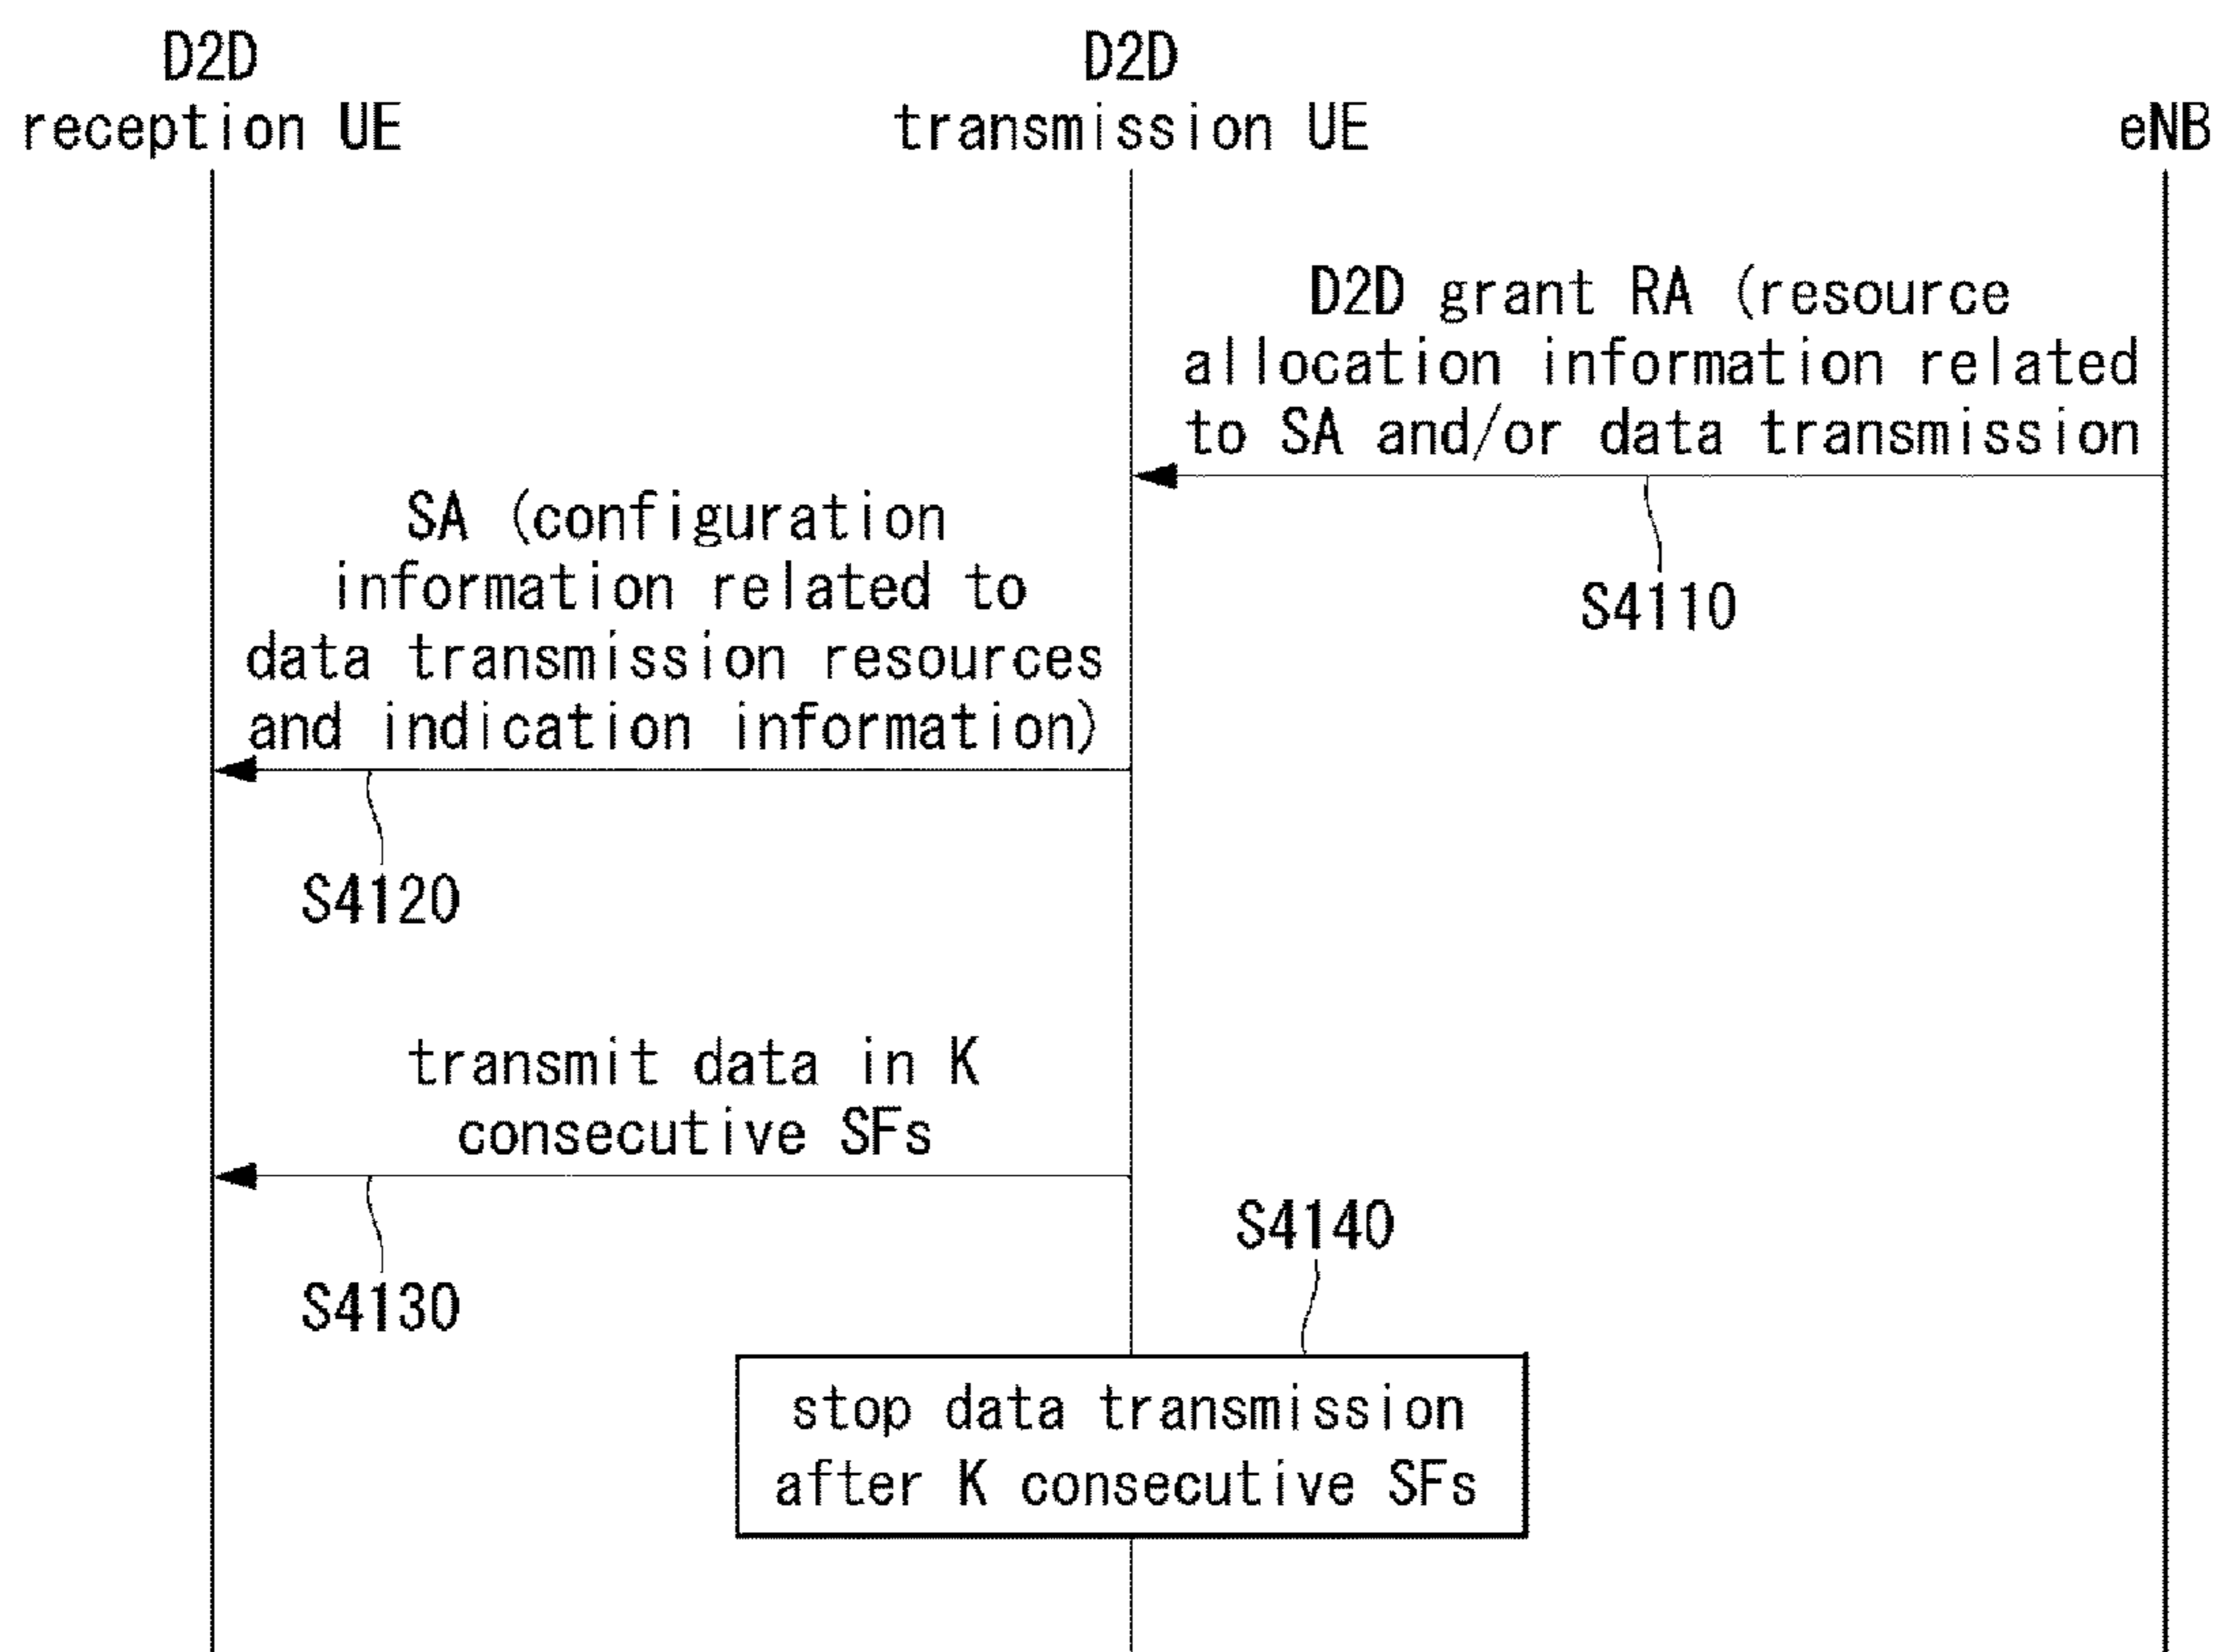 D2D
reception UE
D2D
transmission UE
eNB
D2D grant RA (resource
allocation information related
to SA and/or data transmission
S4110
SA (configuration
information related to
data transmission resources
and indication information)
S4120
transmit data in K
consecutive SFs
S4130
S4140
stop data transmission
after K consecutive SFs